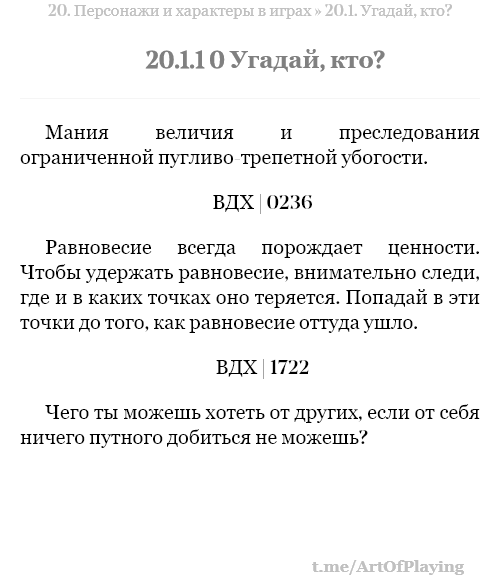 20. Персонажи и характеры в играх » 20.1. Угадай, кто?
20.1.1 0 Угадай, кто?
Мания величия и преследования
ограниченной пугливо-трепетной убогости.
ВДХ | 0236
Равновесие всегда порождает ценности.
Чтобы удержать равновесие, внимательно следи,
где и в каких точках оно теряется. Попадай в эти
точки до того, как равновесие оттуда ушло.
ВДХ | 1722
Чего ты можешь хотеть от других, если от себя
ничего путного добиться не можешь?
t.me/ArtOfPlaying